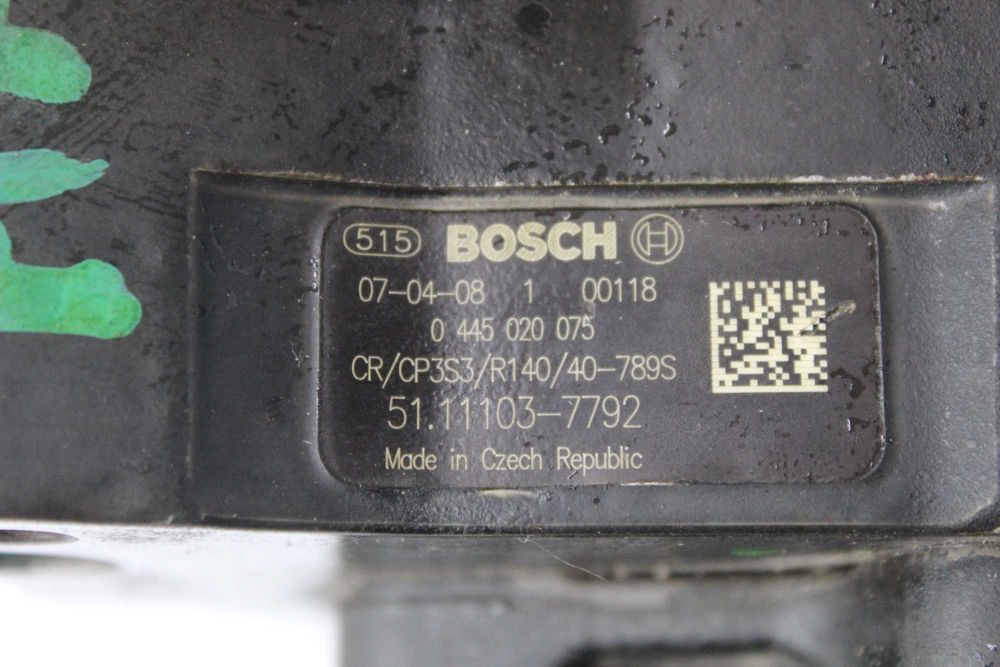 515 BOSCH
07-04-08 1 00118
0 445 020 075
CR/CP3S3/R140/40-789S
51.11103-7792
Made in Czech Republic